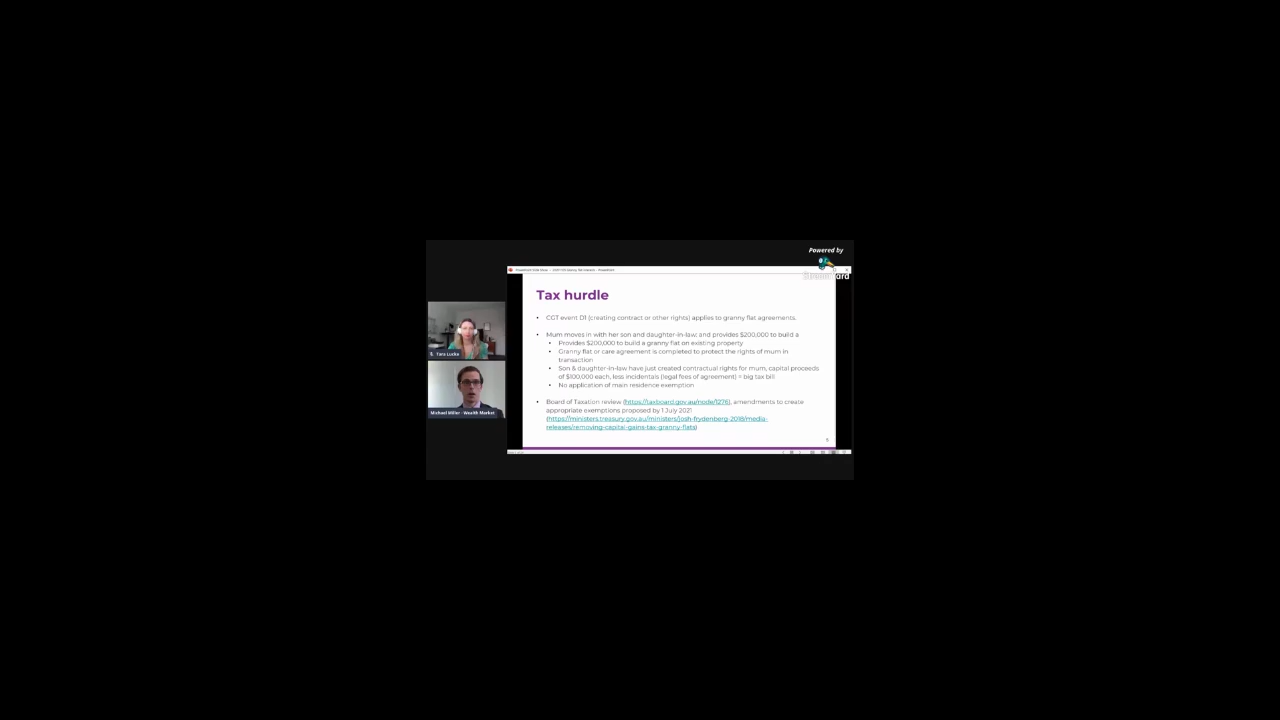 Powered by
StreamYard
PowerPoint Slide Show
Tax hurdle
• CGT event D1 (creating contract or other rights) applies to granny flat agreements.
• Mum moves in with her son and daughter-in-law; and provides $200,000 to build a
• Provides $200,000 to build a granny flat on existing property
• Granny flat or care agreement is completed to protect the rights of mum in
transaction
• Son & daughter-in-law have just created contractual rights for mum, capital proceeds
of $100,000 each, less incidentals (legal fees of agreement) = big tax bill
• No application of main residence exemption
• Board of Taxation review (https://taxboard.gov.au/node/1276), amendments to create
appropriate exemptions proposed by 1 July 2021
(https://ministers.treasury.gov.au/ministers/josh-frydenberg-2018/media-
releases/removing-capital-gains-tax-granny-flats)
5
Tara Lucke
Michael Miller - Wealth Market